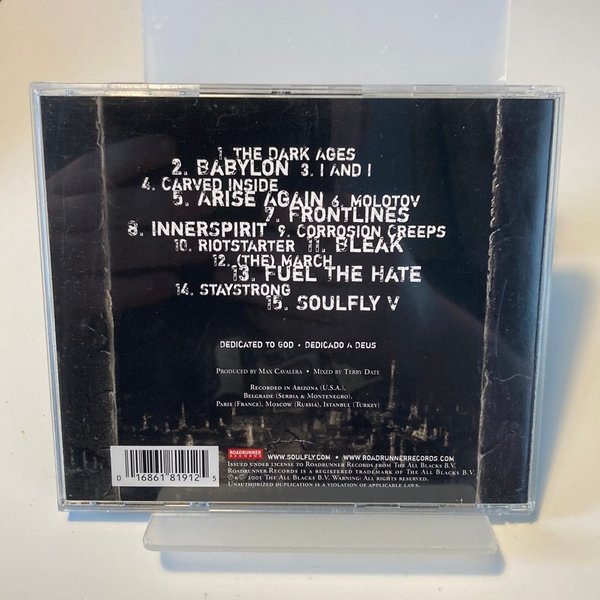 1. THE DARK AGES
2. BABYLON 3. I AND I
4. CARVED INSIDE
5. ARISE AGAIN 6. MOLOTOV
7. FRONTLINES
8. INNERSPIRIT 9. CORROSION CREEPS
10. RIOTSTARTER 11. BLEAK
12. (THE) MARCH
13. FUEL THE HATE
14. STAYSTRONG
15. SOULFLY V
DEDICATED TO GOD • DEDICADO A DEUS
PRODUCED BY MAX CAVALERA • MIXED BY TERRY DATE
RECORDED IN ARIZONA (U.S.A.),
BELGRADE (SERBIA & MONTENEGRO),
PARIS (FRANCE), MOSCOW (RUSSIA), ISTANBUL (TURKEY)
ROADRUNNER RECORDS
WWW.SOULFLY.COM • WWW.ROADRUNNERRECORDS.COM
ISSUED UNDER LICENSE TO ROADRUNNER RECORDS FROM THE ALL BLACKS B.V.
ROADRUNNER RECORDS IS A REGISTERED TRADEMARK OF THE ALL BLACKS B.V.
℗&© 2005 THE ALL BLACKS B.V. WARNING: ALL RIGHTS RESERVED.
UNAUTHORIZED DUPLICATION IS A VIOLATION OF APPLICABLE LAWS.
0 16861 81912 5